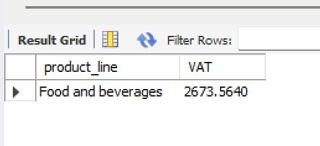 Result Grid Filter Rows:
product_line VAT
Food and beverages 2673.5640